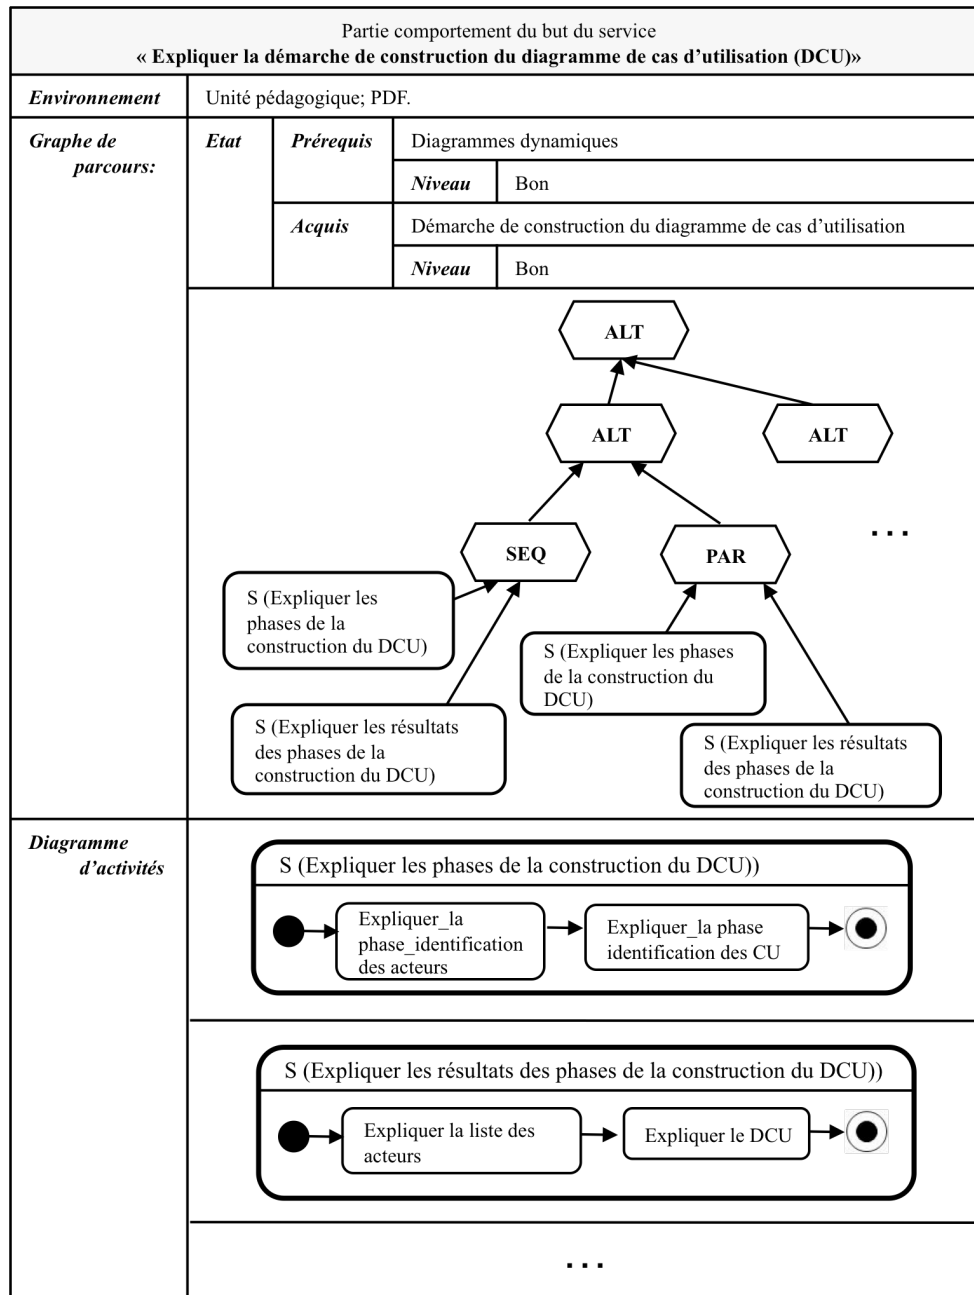 Partie comportement du but du service
« Expliquer la démarche de construction du diagramme de cas d’utilisation (DCU)»
Environnement
Unité pédagogique; PDF.
Graphe de
parcours:
Etat
Prérequis
Diagrammes dynamiques
Niveau
Bon
Acquis
Démarche de construction du diagramme de cas d’utilisation
Niveau
Bon
ALT
ALT
ALT
SEQ
PAR
...
S (Expliquer les
phases de la
construction du DCU)
S (Expliquer les phases
de la construction du
DCU)
S (Expliquer les résultats
des phases de la
construction du DCU)
S (Expliquer les résultats
des phases de la
construction du DCU)
Diagramme
d’activités
S (Expliquer les phases de la construction du DCU))
Expliquer_la
phase_identification
des acteurs
Expliquer_la phase
identification des CU
S (Expliquer les résultats des phases de la construction du DCU))
Expliquer la liste des
acteurs
Expliquer le DCU
...